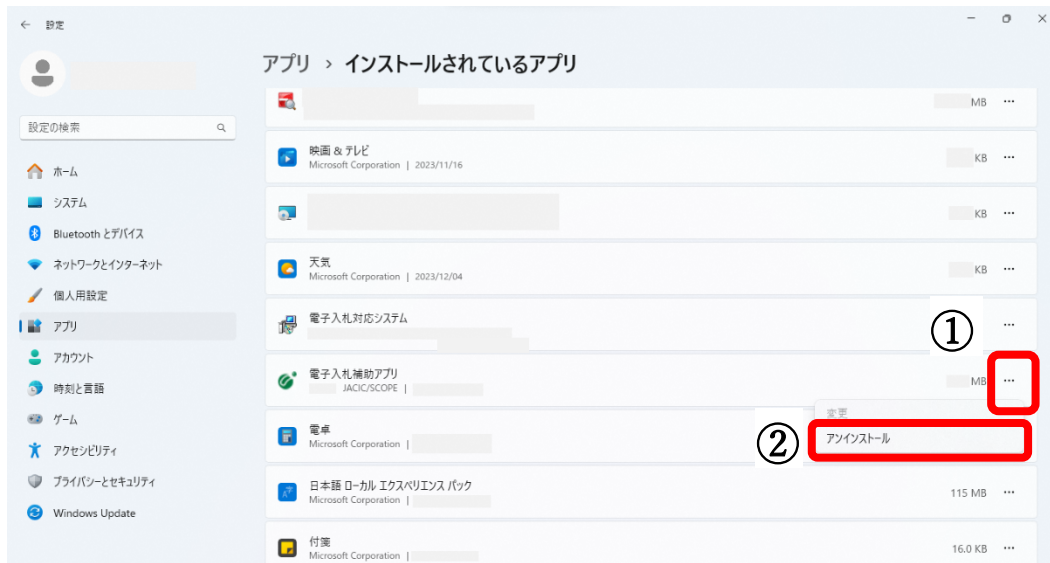 設定
アプリ › インストールされているアプリ
設定の検索
ホーム
システム
Bluetooth とデバイス
ネットワークとインターネット
個人用設定
アプリ
アカウント
時刻と言語
ゲーム
アクセシビリティ
プライバシーとセキュリティ
Windows Update
MB
映画 & テレビ
Microsoft Corporation | 2023/11/16
KB
KB
天気
Microsoft Corporation | 2023/12/04
KB
電子入札対応システム
①
電子入札補助アプリ
JACIC/SCOPE |
MB
変更
②
アンインストール
電卓
Microsoft Corporation |
日本語 ローカル エクスペリエンス パック
Microsoft Corporation |
115 MB
付箋
Microsoft Corporation |
16.0 KB